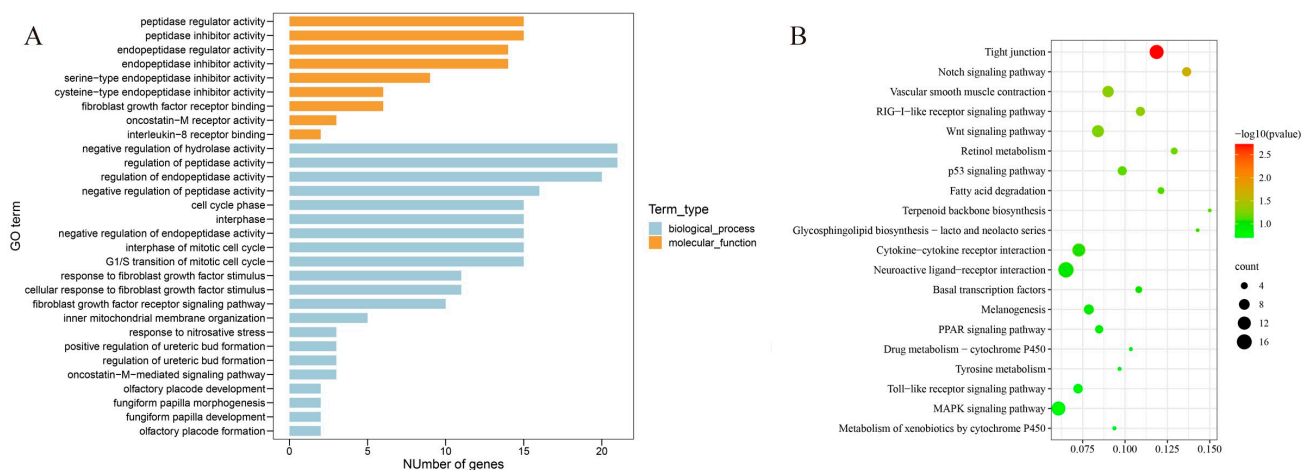 A
peptidase regulator activity
peptidase inhibitor activity
endopeptidase regulator activity
endopeptidase inhibitor activity
serine−type endopeptidase inhibitor activity
cysteine−type endopeptidase inhibitor activity
fibroblast growth factor receptor binding
oncostatin−M receptor activity
interleukin−8 receptor binding
negative regulation of hydrolase activity
regulation of peptidase activity
regulation of endopeptidase activity
negative regulation of peptidase activity
cell cycle phase
interphase
negative regulation of endopeptidase activity
interphase of mitotic cell cycle
G1/S transition of mitotic cell cycle
response to fibroblast growth factor stimulus
cellular response to fibroblast growth factor stimulus
fibroblast growth factor receptor signaling pathway
inner mitochondrial membrane organization
response to nitrosative stress
positive regulation of ureteric bud formation
regulation of ureteric bud formation
oncostatin−M−mediated signaling pathway
olfactory placode development
fungiform papilla morphogenesis
fungiform papilla development
olfactory placode formation
GO term
0 5 10 15 20
NUmber of genes
Term_type
biological_process
molecular_function
B
Tight junction
Notch signaling pathway
Vascular smooth muscle contraction
RIG−I−like receptor signaling pathway
Wnt signaling pathway
Retinol metabolism
p53 signaling pathway
Fatty acid degradation
Terpenoid backbone biosynthesis
Glycosphingolipid biosynthesis − lacto and neolacto series
Cytokine−cytokine receptor interaction
Neuroactive ligand−receptor interaction
Basal transcription factors
Melanogenesis
PPAR signaling pathway
Drug metabolism − cytochrome P450
Tyrosine metabolism
Toll−like receptor signaling pathway
MAPK signaling pathway
Metabolism of xenobiotics by cytochrome P450
0.075 0.100 0.125 0.150
−log10(pvalue)
2.5
2.0
1.5
1.0
count
4
8
12
16